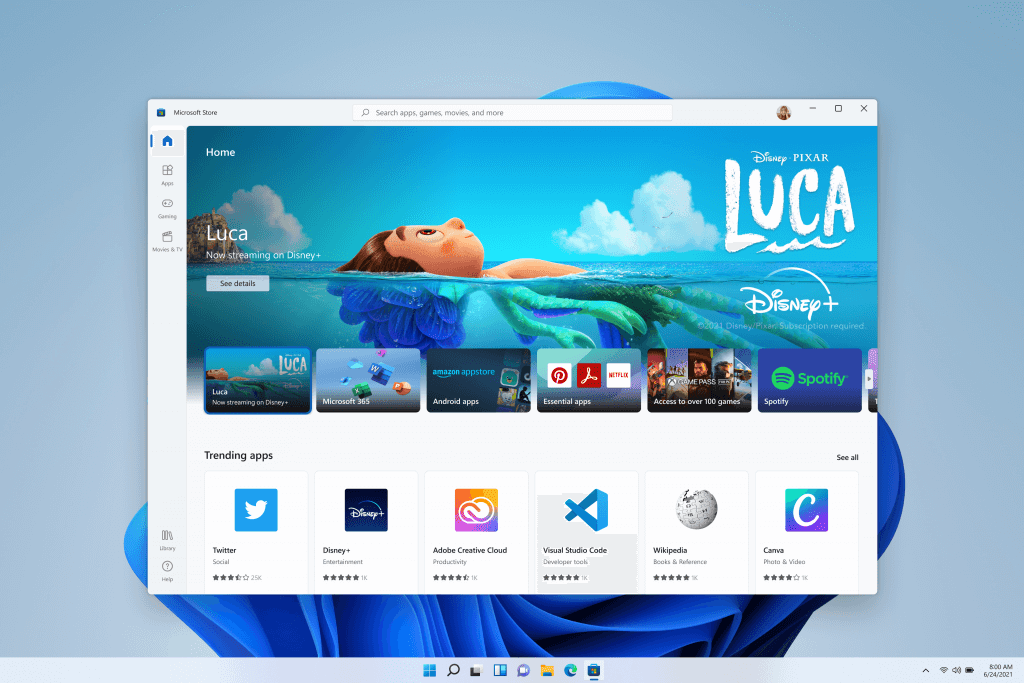 Microsoft Store
Search apps, games, movies, and more
Home
Apps
Gaming
Movies & TV
Disney · PIXAR
LUCA
Luca
Now streaming on Disney+
See details
Disney+
©2021 Disney/Pixar. Subscription required.
Disney · PIXAR
LUCA
Luca
Now streaming on Disney+
W
Microsoft 365
amazon appstore
Android apps
NETFLIX
Essential apps
GAME PASS
Access to over 100 games
Spotify
Spotify
Trending apps
See all
Disney+
C
Twitter
Social
25K
Disney+
Entertainment
1K
Adobe Creative Cloud
Productivity
1K
Visual Studio Code
Developer tools
1K
Wikipedia
Books & Reference
1K
Canva
Photo & Video
1K
Library
Help
8:00 AM
6/24/2021